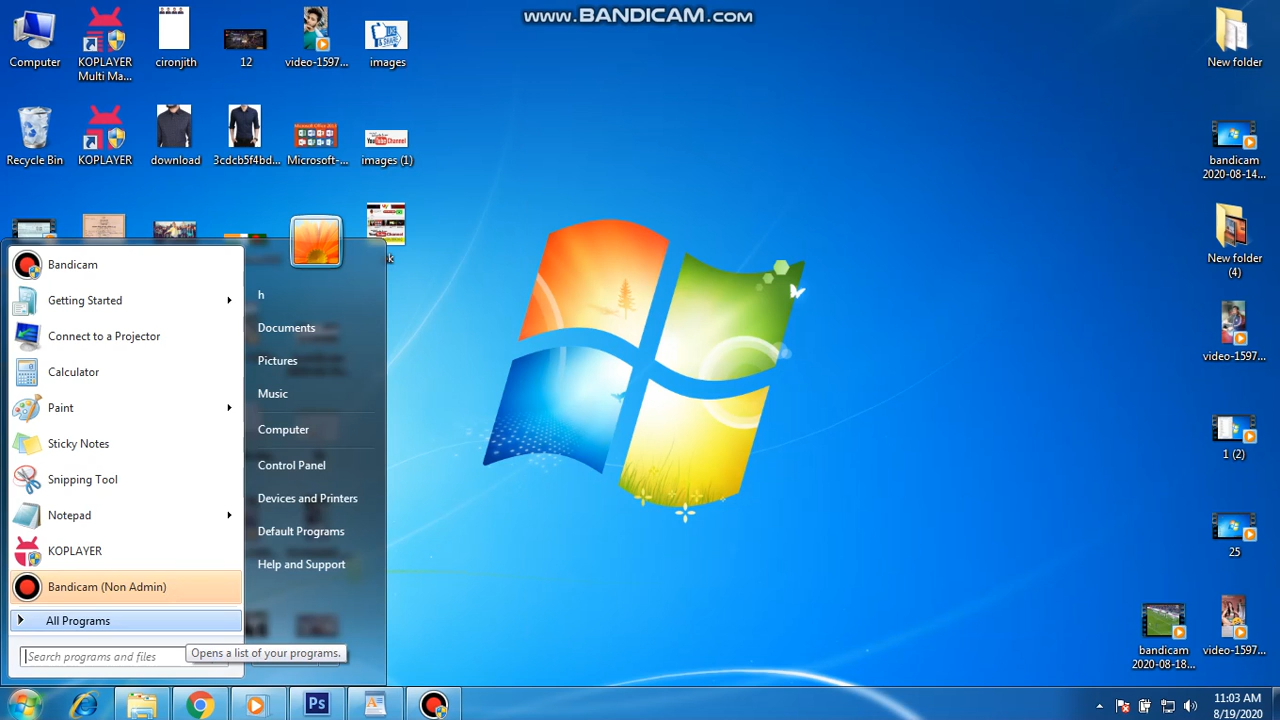 www.BANDICAM.com
Computer
KOPLAYER
Multi Ma...
cironjith
12
video-1597...
images
New folder
Recycle Bin
KOPLAYER
download
3cdcb5f4bd...
Microsoft-...
images (1)
bandicam
2020-08-14...
New folder
(4)
video-1597...
1 (2)
25
bandicam
2020-08-18...
video-1597...
Bandicam
Getting Started
Connect to a Projector
Calculator
Paint
Sticky Notes
Snipping Tool
Notepad
KOPLAYER
Bandicam (Non Admin)
All Programs
Search programs and files
Opens a list of your programs.
h
Documents
Pictures
Music
Computer
Control Panel
Devices and Printers
Default Programs
Help and Support
Ps
11:03 AM
8/19/2020